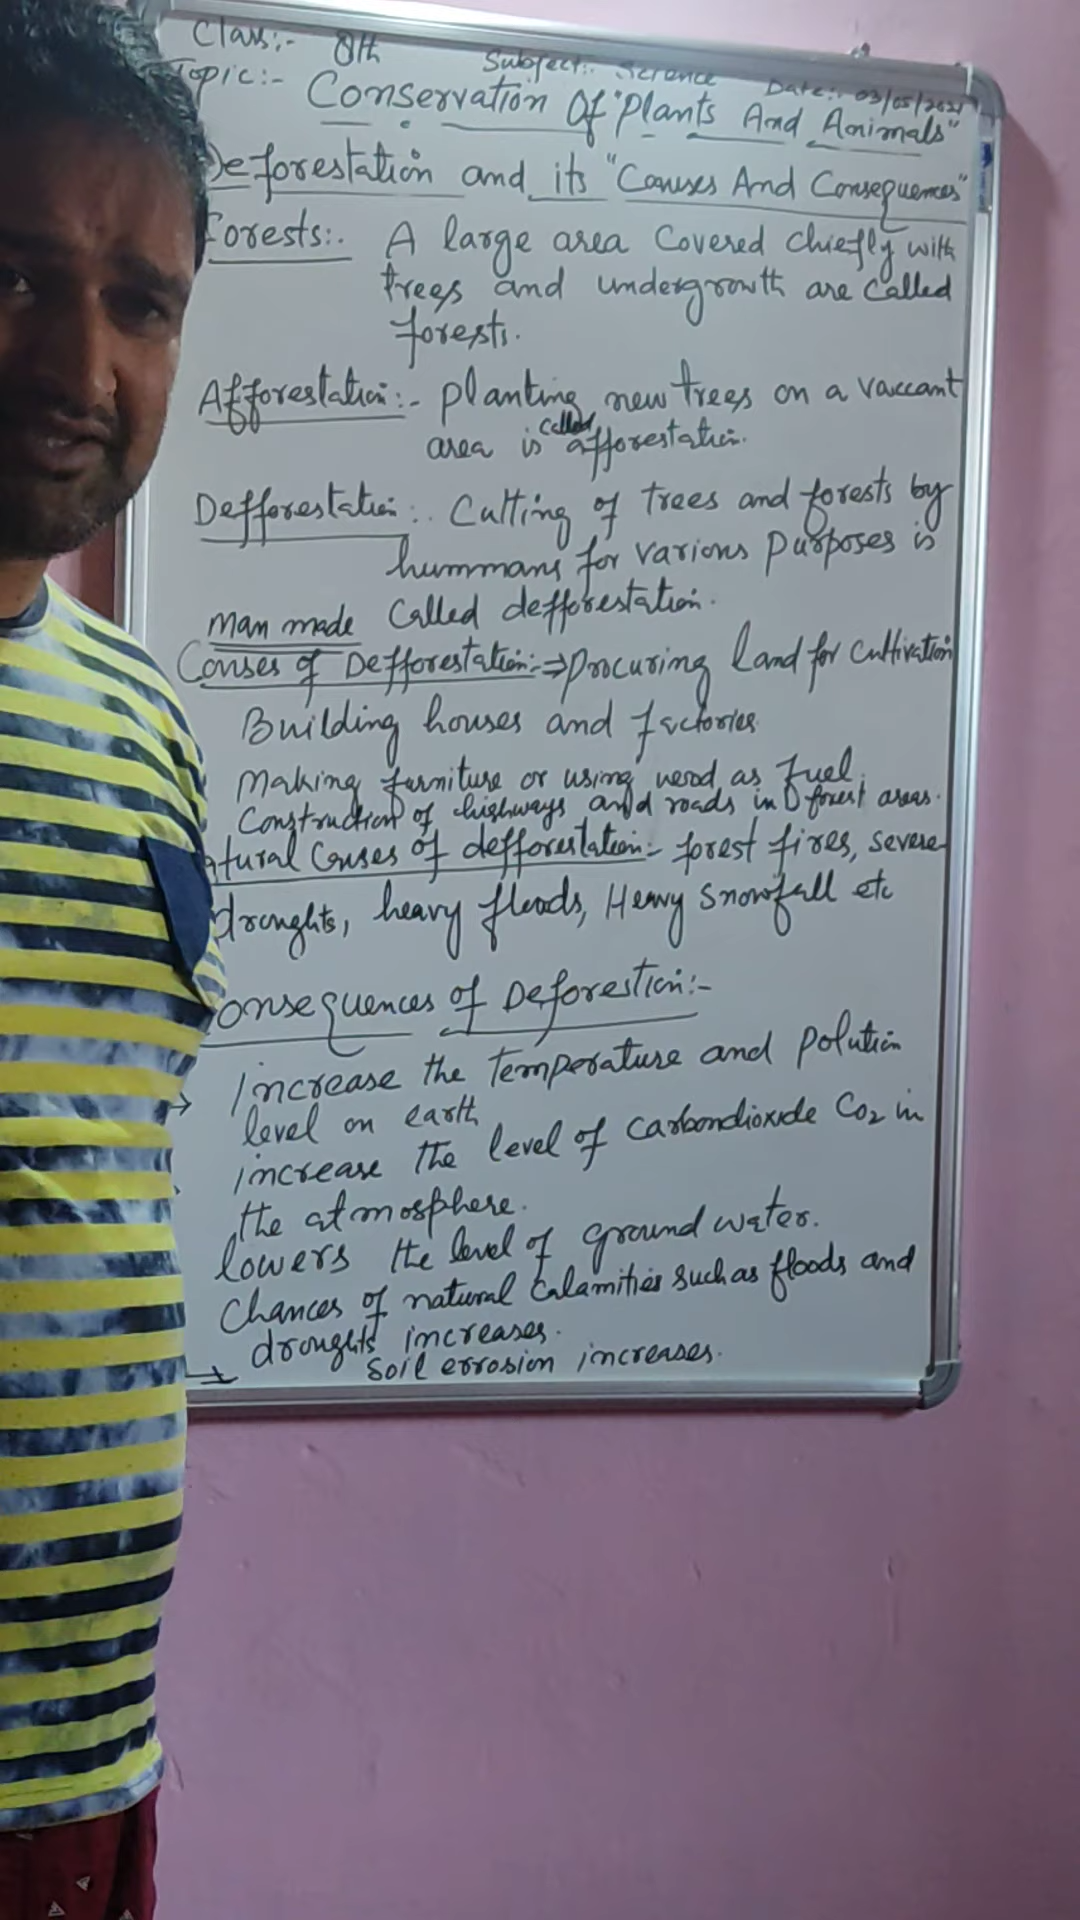 Class:- 8th Subject:- Science Date:- 03/05/2021
Topic:- Conservation Of "Plants And Animals"
Deforestation and its "Causes And Consequences"
Forests:. A large area Covered chiefly with
trees and undergrowth are called
forests.
Afforestation:- planting new trees on a vaccant
area is called afforestation.
Defforestation:. Cutting of trees and forests by
hummans for various purposes is
Called defforestation.
man made
Causes of Defforestation:- ⇒ procuring land for cultivation
Building houses and factories.
Making furniture or using wood as fuel.
Construction of highways and roads in forest areas.
atural Causes of defforestation:- forest fires, severe
droughts, heavy floods, Heavy snowfall etc
onsequences of Deforestion:-
→ Increase the temperature and polution
level on earth
increase the level of carbondioxide CO2 in
the atmosphere.
lowers the level of ground water.
Chances of natural calamities such as floods and
droughts increases.
→ soil errosion increases.